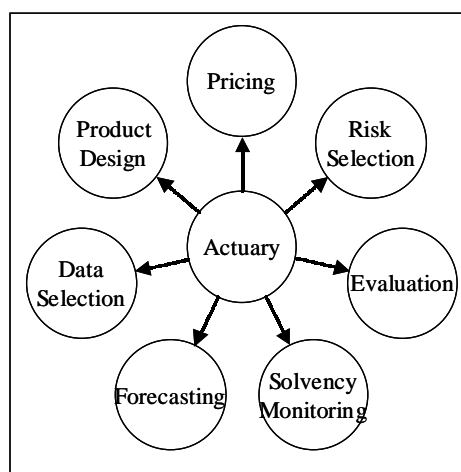 Pricing
Product
Design
Risk
Selection
Actuary
Data
Selection
Evaluation
Forecasting
Solvency
Monitoring